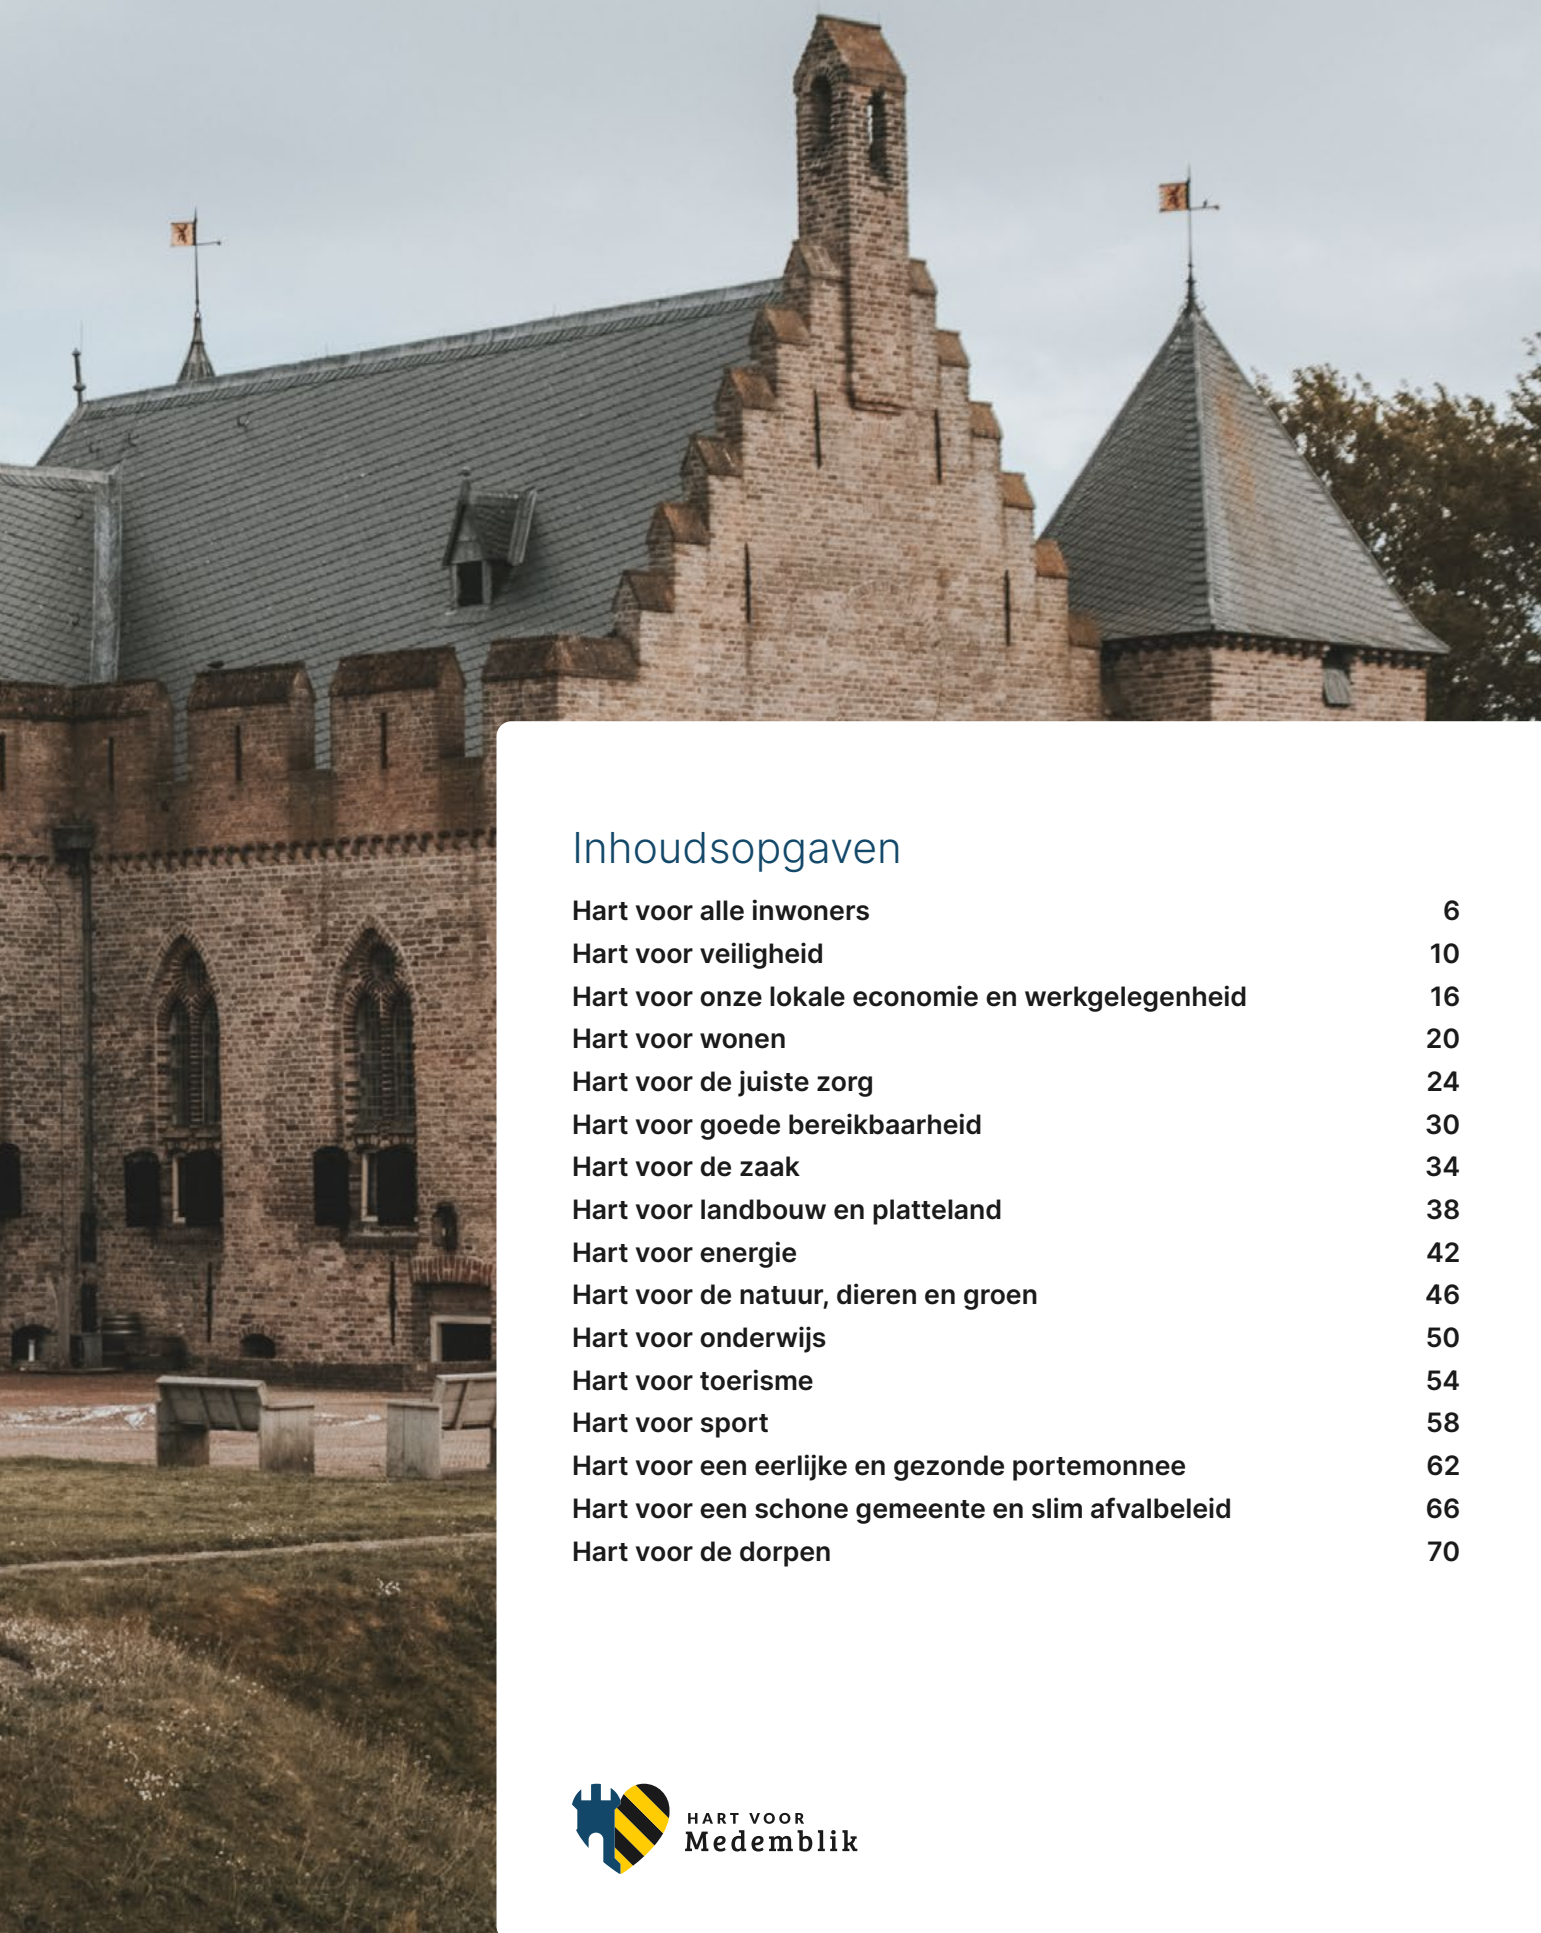 Inhoudsopgaven
Hart voor alle inwoners 6
Hart voor veiligheid 10
Hart voor onze lokale economie en werkgelegenheid 16
Hart voor wonen 20
Hart voor de juiste zorg 24
Hart voor goede bereikbaarheid 30
Hart voor de zaak 34
Hart voor landbouw en platteland 38
Hart voor energie 42
Hart voor de natuur, dieren en groen 46
Hart voor onderwijs 50
Hart voor toerisme 54
Hart voor sport 58
Hart voor een eerlijke en gezonde portemonnee 62
Hart voor een schone gemeente en slim afvalbeleid 66
Hart voor de dorpen 70
HART VOOR
Medemblik